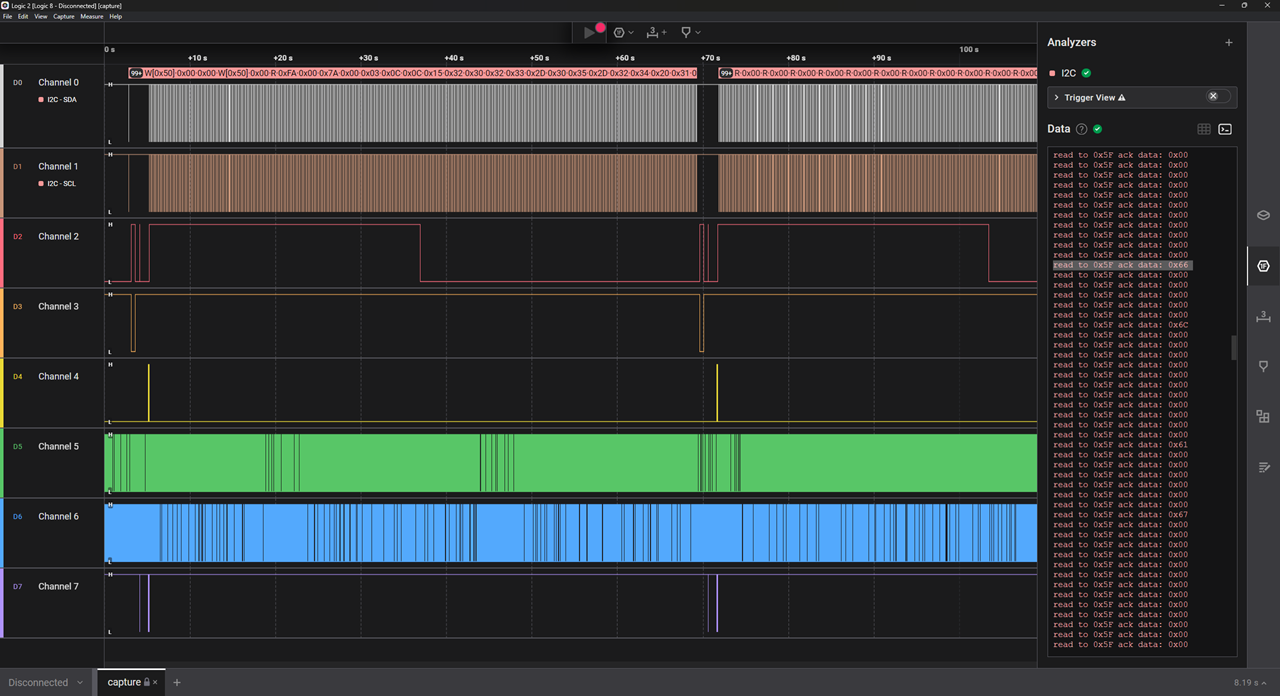 Logic 2 [Logic 8 - Disconnected] [capture]
File Edit View Capture Measure Help
0 s
100 s
+10 s +20 s +30 s +40 s +50 s +60 s +70 s +80 s +90 s
99+ W[0x50]·0x00·0x00·W[0x50]·0x00·R·0xFA·0x00·0x7A·0x00·0x03·0x0C·0x0C·0x15·0x32·0x30·0x32·0x33·0x2D·0x30·0x35·0x2D·0x32·0x34·0x20·0x31·0
99+ R·0x00·R·0x00·R·0x00·R·0x00·R·0x00·R·0x00·R·0x00·R·0x00·R·0x00·R·0x00
D0 Channel 0
I2C - SDA
H
L
D1 Channel 1
I2C - SCL
H
L
D2 Channel 2
H
L
D3 Channel 3
H
L
D4 Channel 4
H
L
D5 Channel 5
H
L
D6 Channel 6
H
L
D7 Channel 7
H
L
Analyzers
I2C
Trigger View
Data
read to 0x5F ack data: 0x00
read to 0x5F ack data: 0x00
read to 0x5F ack data: 0x00
read to 0x5F ack data: 0x00
read to 0x5F ack data: 0x00
read to 0x5F ack data: 0x00
read to 0x5F ack data: 0x00
read to 0x5F ack data: 0x00
read to 0x5F ack data: 0x00
read to 0x5F ack data: 0x00
read to 0x5F ack data: 0x00
read to 0x5F ack data: 0x66
read to 0x5F ack data: 0x00
read to 0x5F ack data: 0x00
read to 0x5F ack data: 0x00
read to 0x5F ack data: 0x00
read to 0x5F ack data: 0x00
read to 0x5F ack data: 0x6C
read to 0x5F ack data: 0x00
read to 0x5F ack data: 0x00
read to 0x5F ack data: 0x00
read to 0x5F ack data: 0x00
read to 0x5F ack data: 0x00
read to 0x5F ack data: 0x00
read to 0x5F ack data: 0x00
read to 0x5F ack data: 0x00
read to 0x5F ack data: 0x00
read to 0x5F ack data: 0x00
read to 0x5F ack data: 0x00
read to 0x5F ack data: 0x61
read to 0x5F ack data: 0x00
read to 0x5F ack data: 0x00
read to 0x5F ack data: 0x00
read to 0x5F ack data: 0x00
read to 0x5F ack data: 0x00
read to 0x5F ack data: 0x00
read to 0x5F ack data: 0x67
read to 0x5F ack data: 0x00
read to 0x5F ack data: 0x00
read to 0x5F ack data: 0x00
read to 0x5F ack data: 0x00
read to 0x5F ack data: 0x00
read to 0x5F ack data: 0x00
read to 0x5F ack data: 0x00
read to 0x5F ack data: 0x00
read to 0x5F ack data: 0x00
read to 0x5F ack data: 0x00
read to 0x5F ack data: 0x00
read to 0x5F ack data: 0x00
read to 0x5F ack data: 0x00
Disconnected
capture
8.19 s